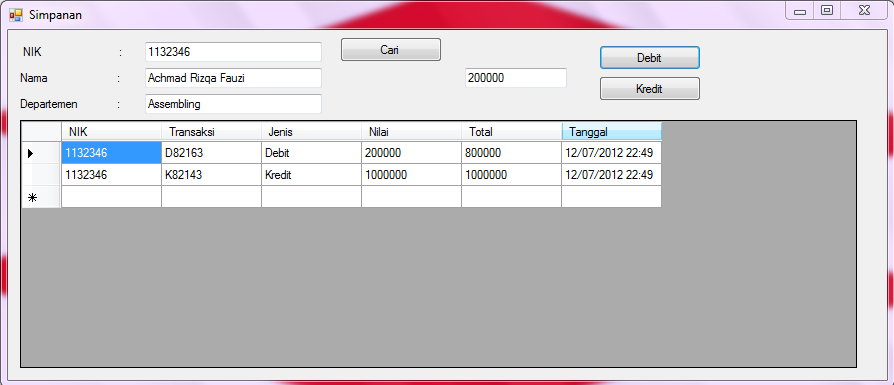 Simpanan
NIK : 1132346 Cari
Debit
Nama : Achmad Rizqa Fauzi 200000
Kredit
Departemen : Assembling
NIK Transaksi Jenis Nilai Total Tanggal
1132346 D82163 Debit 200000 800000 12/07/2012 22:49
1132346 K82143 Kredit 1000000 1000000 12/07/2012 22:49